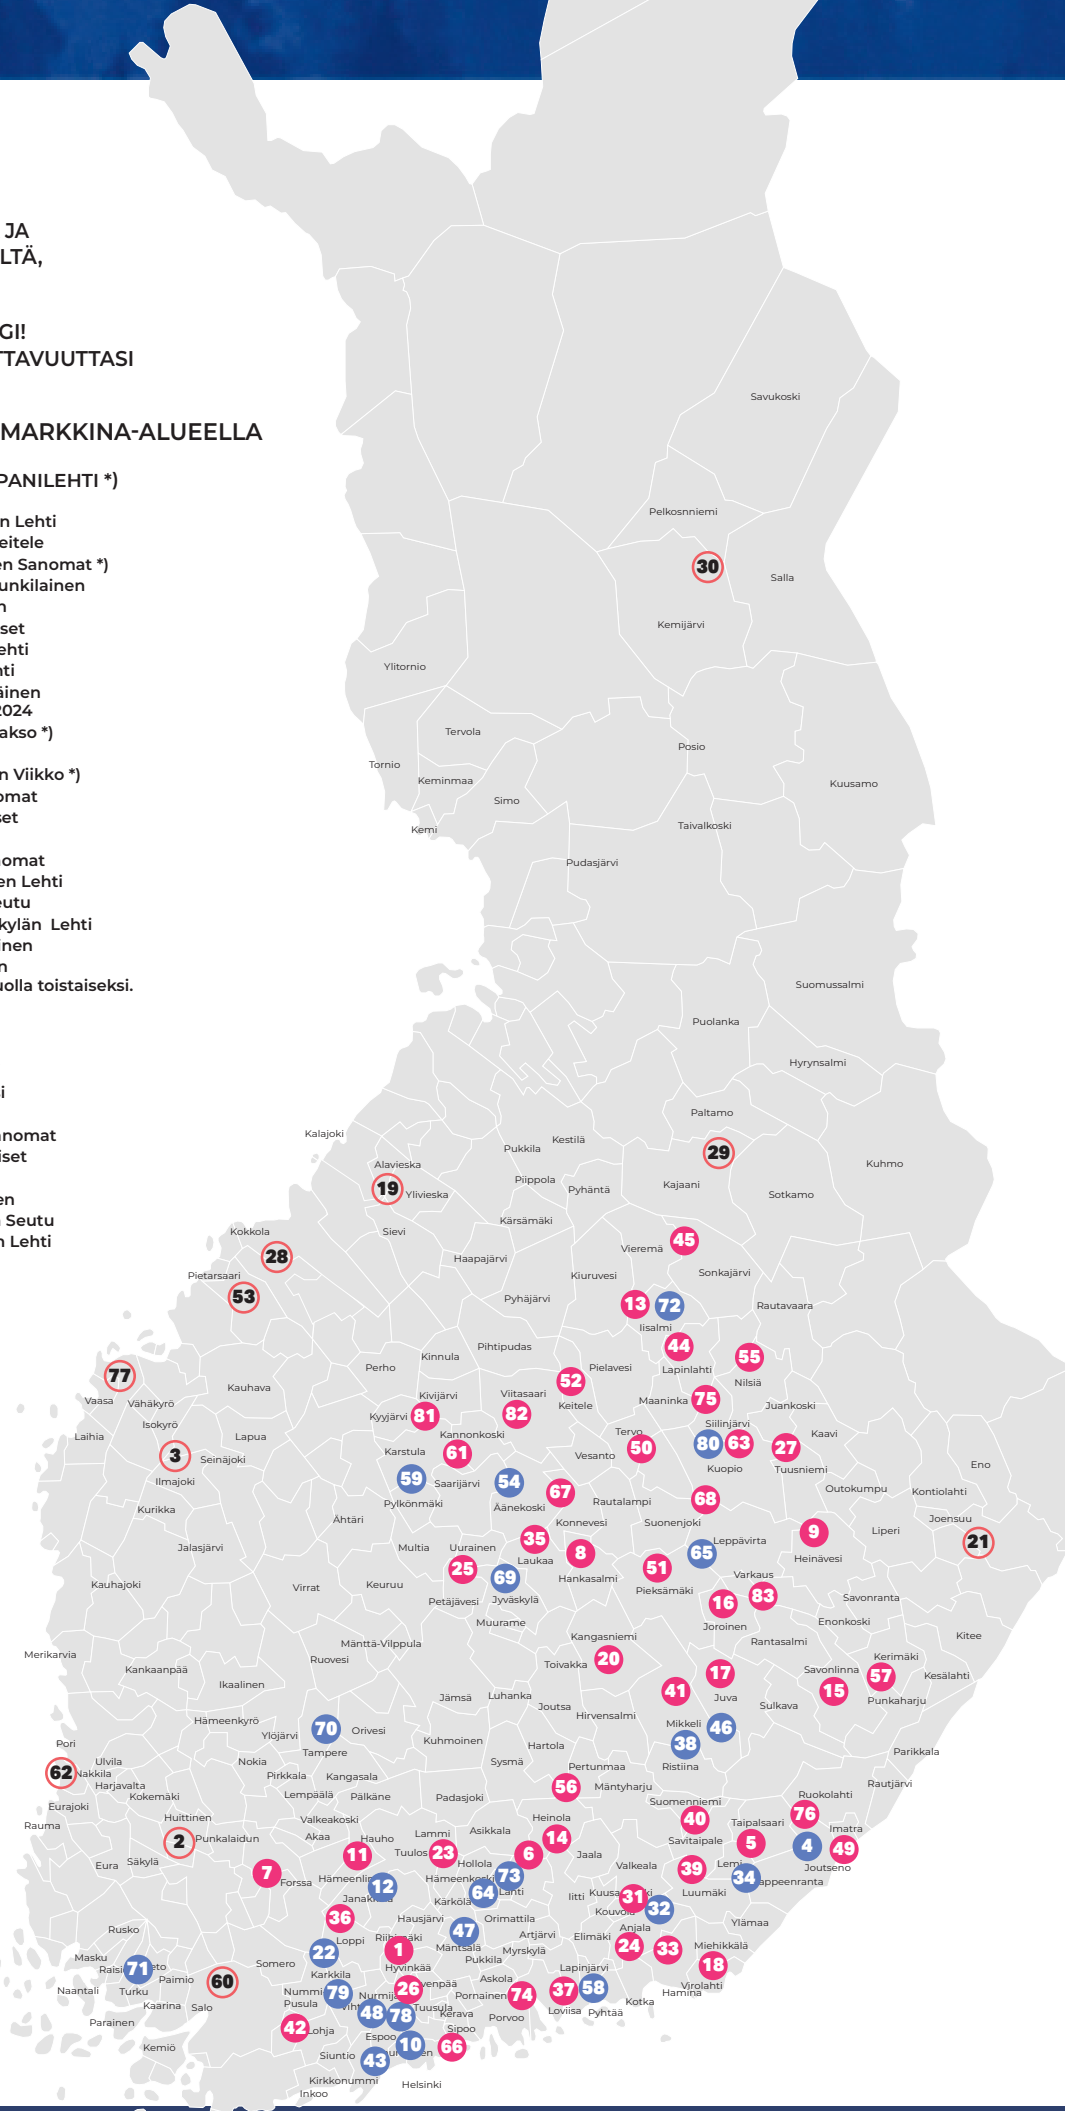 JA
LTÄ,
GI!
TTAVUUTTASI
MARKKINA-ALUEELLA
PANILEHTI *)
n Lehti
eitele
en Sanomat *)
unkilainen
n
set
ehti
hti
äinen
2024
akso *)
n Viikko *)
omat
set
nomat
en Lehti
eutu
kylän Lehti
inen
n
uolla toistaiseksi.
i
anomat
iset
en
n Seutu
n Lehti
Savukoski
Pelkosnniemi
30
Salla
Kemijärvi
Ylitornio
Tervola
Posio
Tornio
Keminmaa
Kuusamo
Simo
Kemi
Taivalkoski
Pudasjärvi
Suomussalmi
Puolanka
Hyrynsalmi
Paltamo
Kalajoki
Kestilä
Pukkila
29
Alavieska
Kuhmo
Piippola
Kajaani
19
Ylivieska
Pyhäntä
Sotkamo
Kärsämäki
Kokkola
Sievi
45
Vieremä
28
Haapajärvi
Sonkajärvi
Pietarsaari
Kiuruvesi
53
Pyhäjärvi
13
72
Rautavaara
Iisalmi
Pihtipudas
44
Kinnula
55
Perho
Pielavesi
Lapinlahti
77
52
Nilsiä
Kauhava
Kivijärvi
Viitasaari
Vaasa
Vähäkyrö
Keitele
Maaninka
75
Juankoski
Kyyjärvi
81
82
Isokyrö
Siilinjärvi
Laihia
Lapua
Kannonkoski
Tervo
Kaavi
80
63
27
Karstula
61
50
3
Seinäjoki
Vesanto
Kuopio
Tuusniemi
Eno
59
Saarijärvi
54
Ilmajoki
67
Outokumpu
Kontiolahti
Pylkönmäki
Äänekoski
Rautalampi
68
Kurikka
Ähtäri
Konnevesi
Suonenjoki
Joensuu
9
Liperi
35
Leppävirta
21
Jalasjärvi
Multia
Uurainen
8
65
Laukaa
Heinävesi
25
69
Hankasalmi
51
Varkaus
Kauhajoki
Virrat
Keuruu
Pieksämäki
83
Savonranta
Petäjävesi
Jyväskylä
16
Muurame
Joroinen
Enonkoski
Kangasniemi
Kitee
Mänttä-Vilppula
Rantasalmi
Merikarvia
Ruovesi
Toivakka
20
Kerimäki
Kankaanpää
Savonlinna
17
57
Kesälahti
Ikaalinen
41
15
Jämsä
Luhanka
Juva
Punkaharju
Joutsa
Sulkava
Hirvensalmi
Hämeenkyrö
Mikkeli
46
Ylöjärvi
70
Orivesi
38
Pori
Kuhmoinen
Hartola
Tampere
Parikkala
Ulvila
Nokia
Sysmä
Pertunmaa
Ristiina
62
Nakkila
Pirkkala
Kangasala
Rautjärvi
Harjavalta
56
Mäntyharju
Kokemäki
Lempäälä
Pälkäne
Padasjoki
Ruokolahti
Eurajoki
Suomenniemi
Huittinen
Valkeakoski
Heinola
40
76
Rauma
Taipalsaari
Imatra
2
Punkalaidun
Akaa
Hauho
Lammi
Asikkala
14
Savitaipale
5
4
49
Tuulos
23
Hollola
6
Jaala
Lemi
Joutseno
Eura
Säkylä
11
Valkeala
39
7
Hämeenkoski
73
34
Forssa
12
Lahti
Luumäki
64
31
Kärkölä
Iitti
32
Kouvola
36
Hausjärvi
Orimattila
Ylämaa
Rusko
Loppi
47
Artjärvi
Anjala
Elimäki
24
33
Miehikkälä
1
Mäntsälä
Myrskylä
22
Masku
Pukkila
Somero
Hyvinkää
Lapinjärvi
18
71
Paimio
Karkkila
Askola
Virolahti
60
26
37
58
Hamina
Naantali
Turku
79
Pornainen
74
Kotka
Pusula
48
78
Tuusula
Loviisa
Pyhtää
Kaarina
Salo
Kerava
Porvoo
Parainen
42
Lohja
Sipoo
Espoo
10
66
Kemiö
Siuntio
43
Kirkkonummi
Helsinki
Inkoo